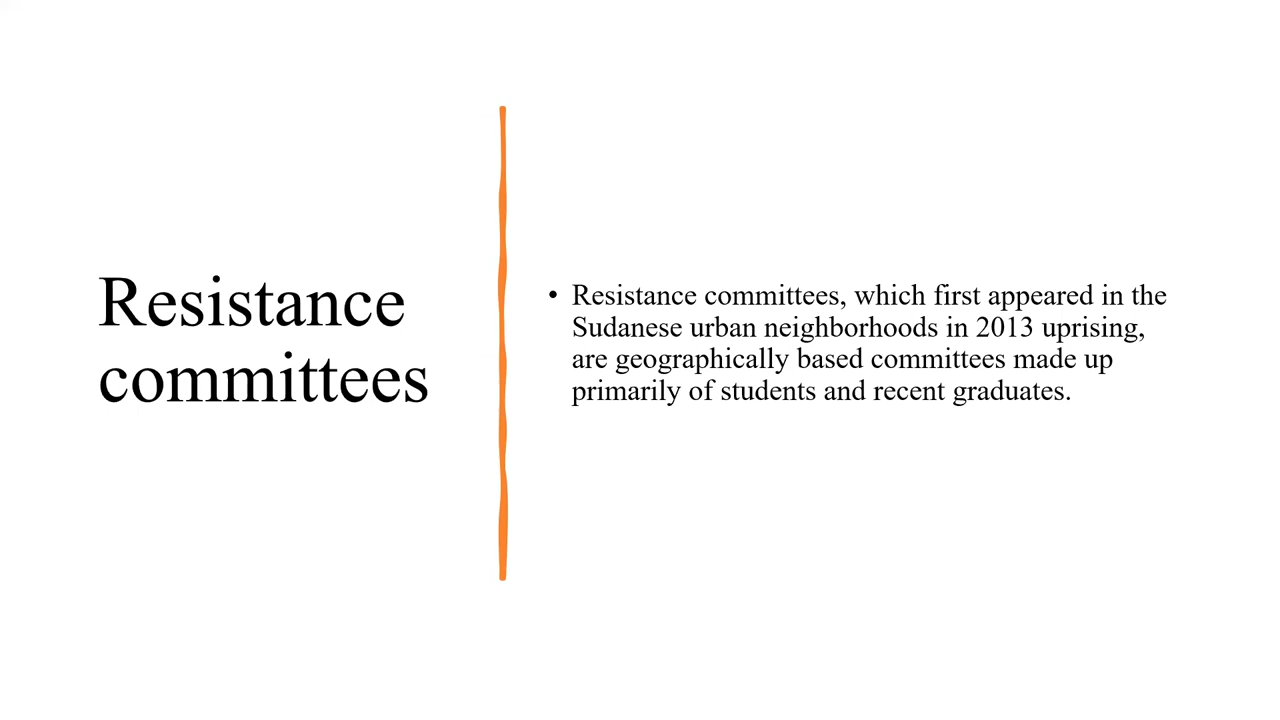 Resistance
committees
• Resistance committees, which first appeared in the
Sudanese urban neighborhoods in 2013 uprising,
are geographically based committees made up
primarily of students and recent graduates.